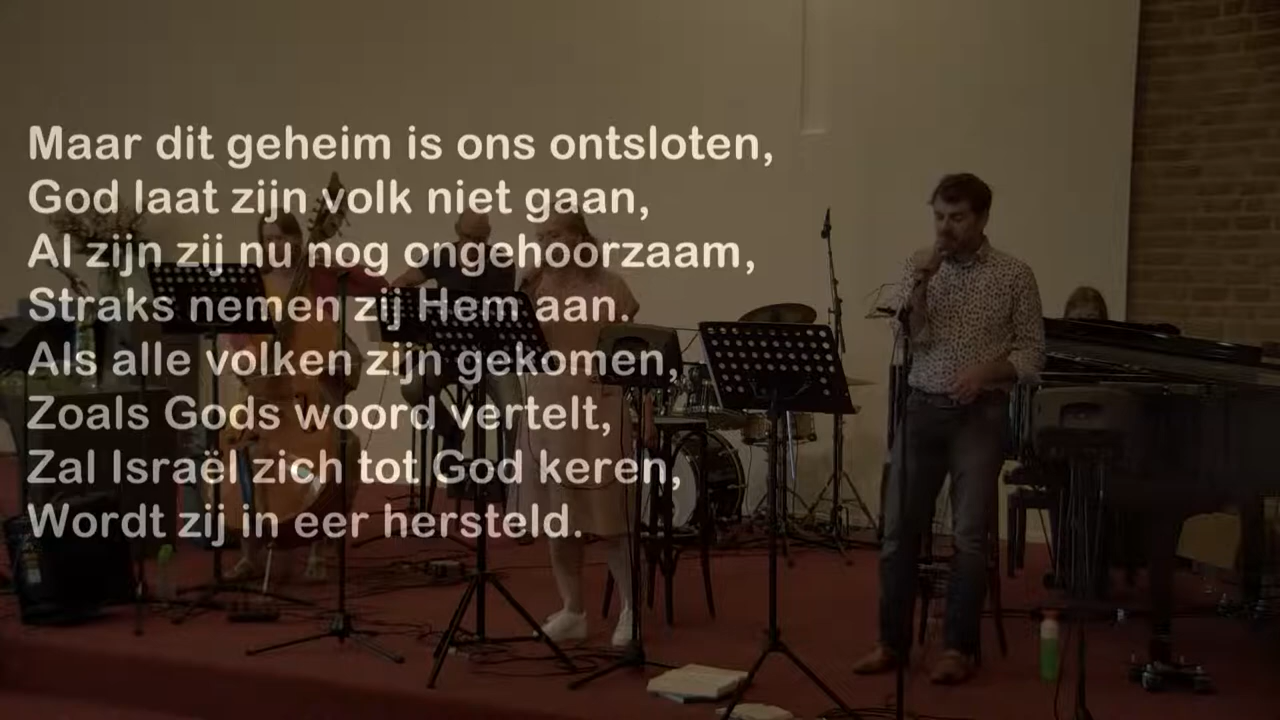 Maar dit geheim is ons ontsloten,
God laat zijn volk niet gaan,
Al zijn zij nu nog ongehoorzaam,
Straks nemen zij Hem aan.
Als alle volken zijn gekomen,
Zoals Gods woord vertelt,
Zal Israël zich tot God keren,
Wordt zij in eer hersteld.